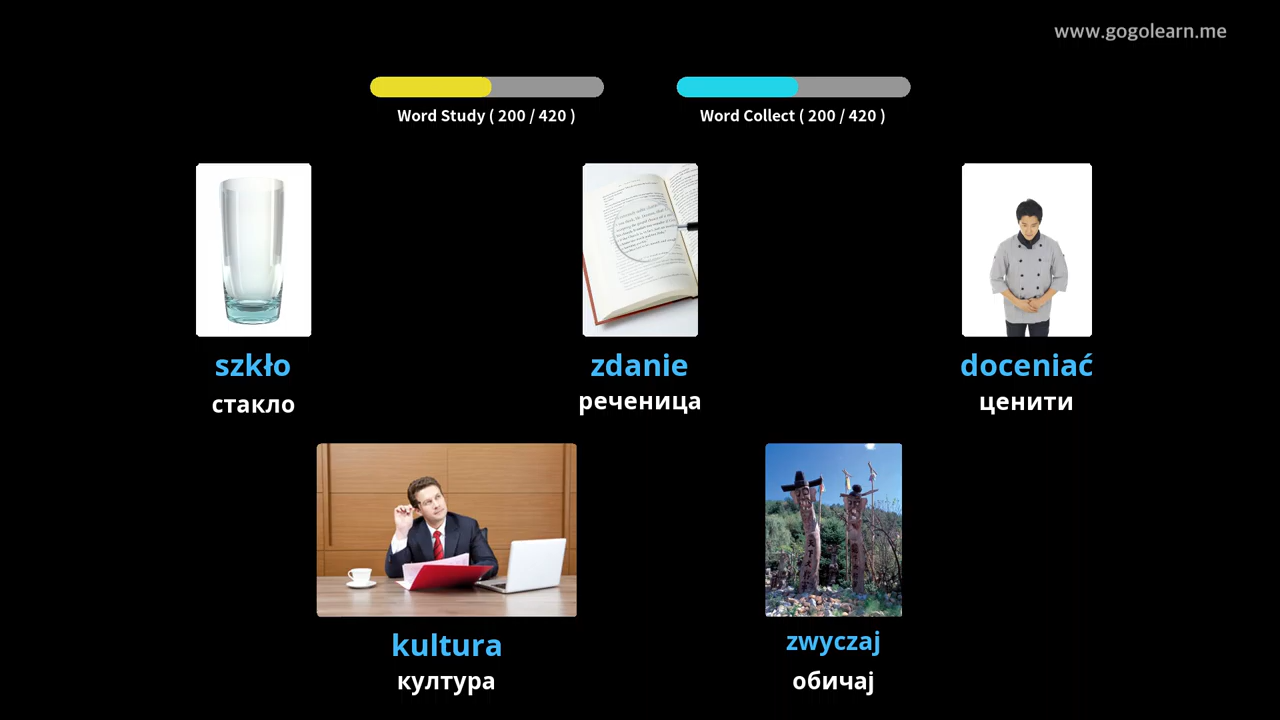 www.gogolearn.me
Word Study ( 200 / 420 )
Word Collect ( 200 / 420 )
szkło
стакло
zdanie
реченица
doceniać
ценити
kultura
култура
zwyczaj
обичај